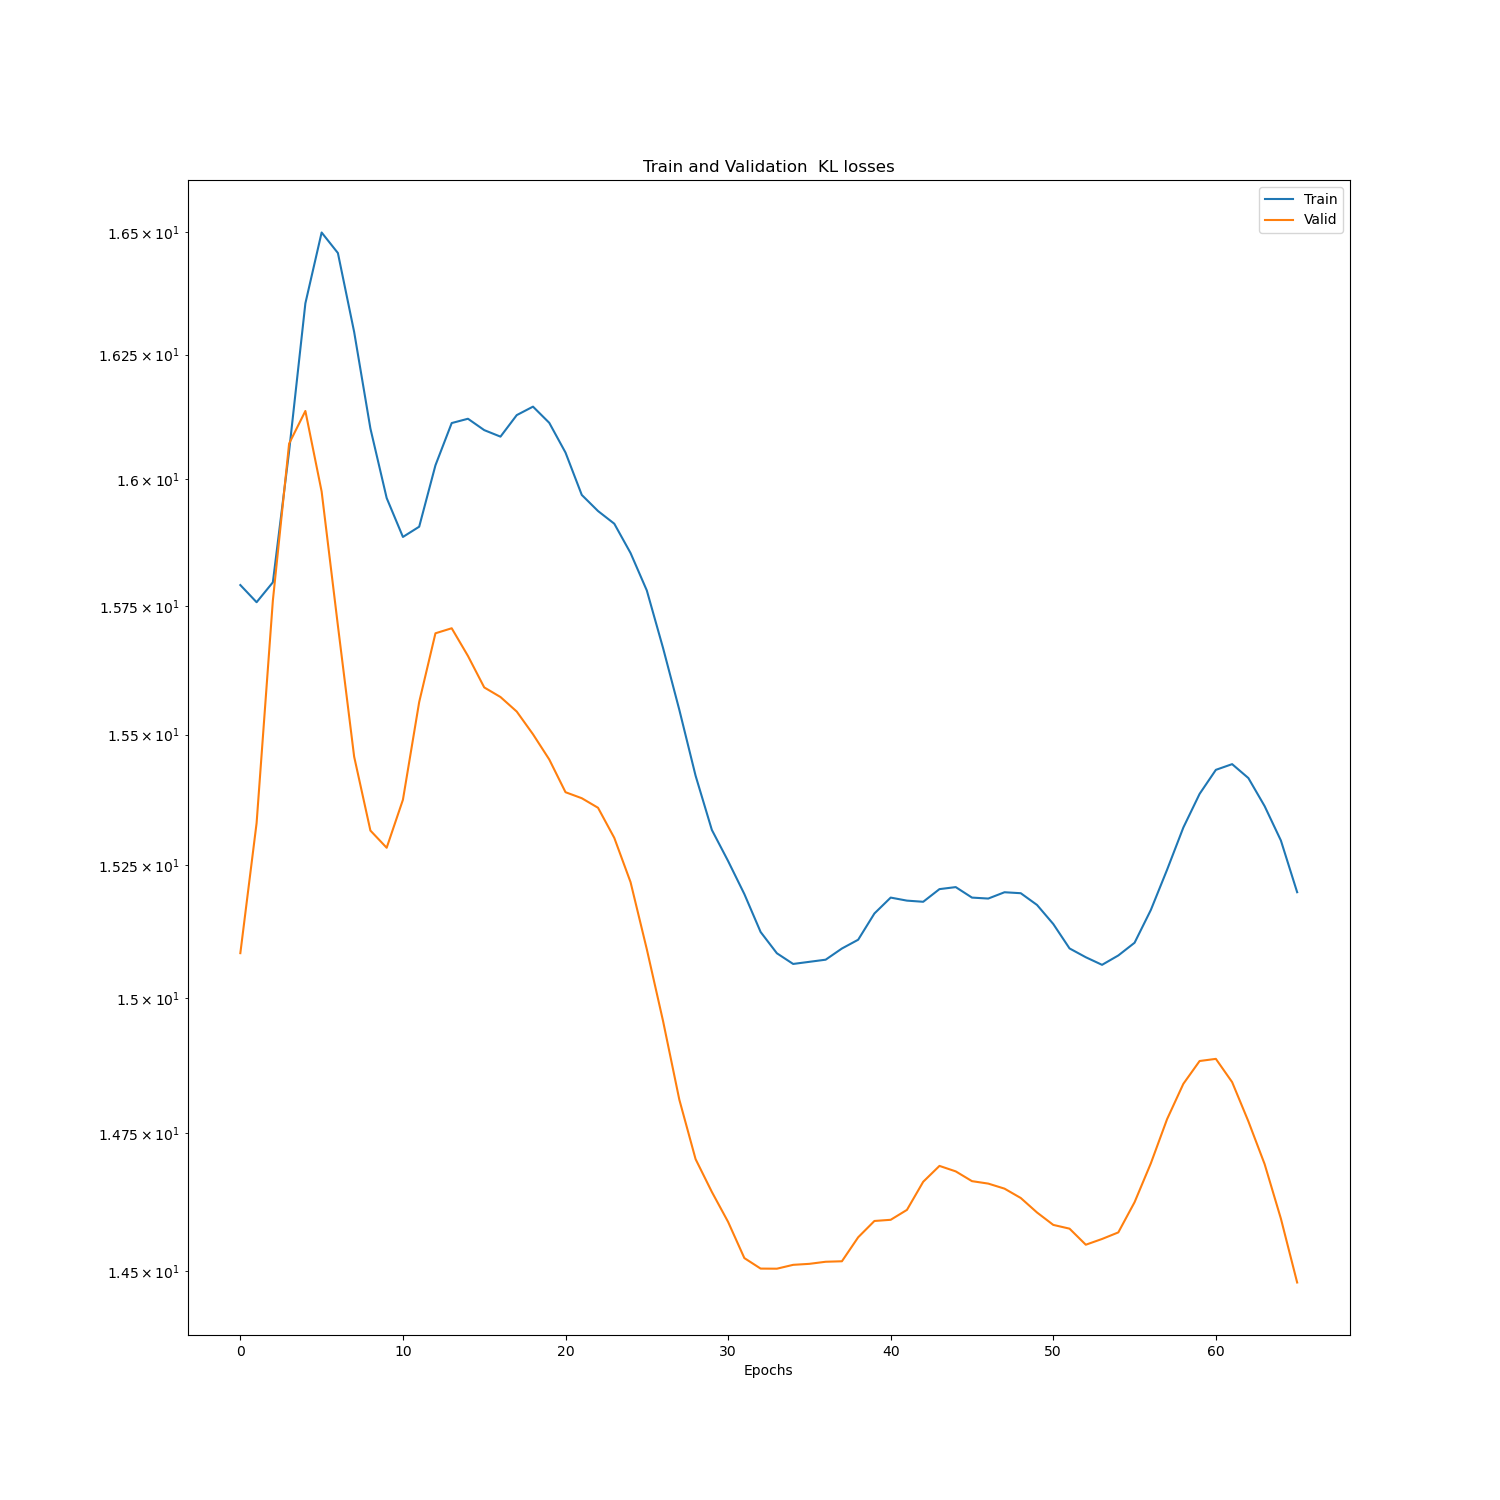 Train and Validation  KL losses
Train
Valid
1.65 × 10¹
1.625 × 10¹
1.6 × 10¹
1.575 × 10¹
1.55 × 10¹
1.525 × 10¹
1.5 × 10¹
1.475 × 10¹
1.45 × 10¹
0 10 20 30 40 50 60
Epochs